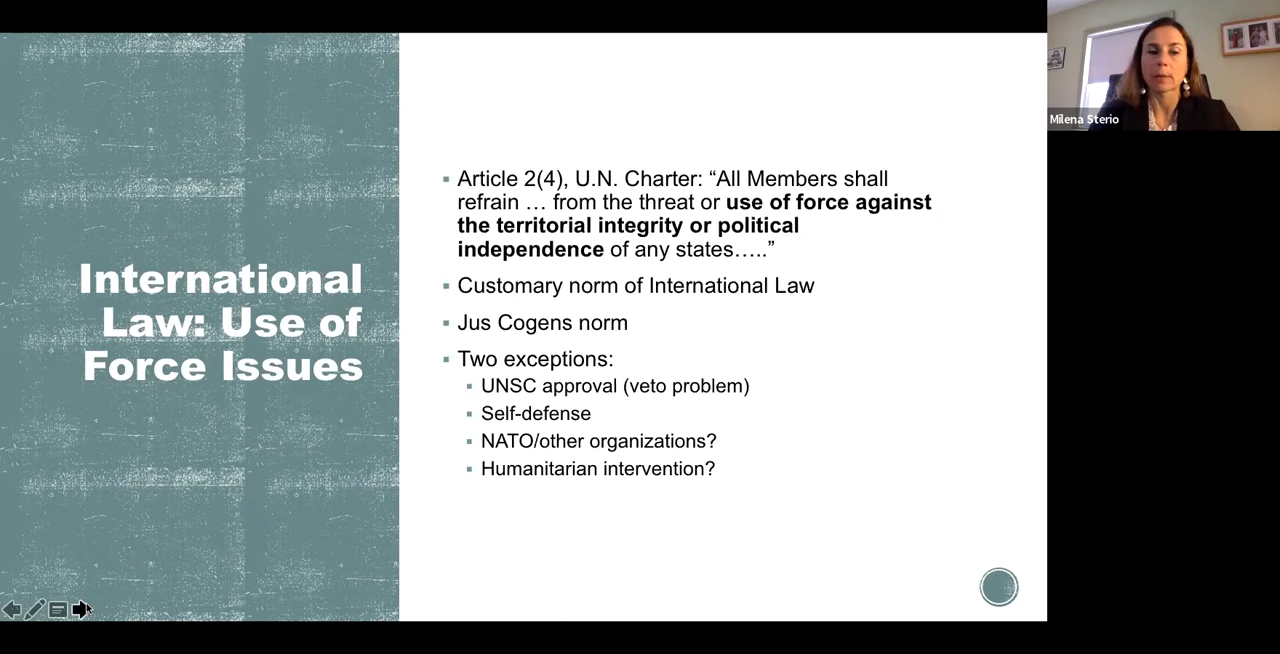 International
Law: Use of
Force Issues
▪ Article 2(4), U.N. Charter: “All Members shall
refrain … from the threat or use of force against
the territorial integrity or political
independence of any states…..”
▪ Customary norm of International Law
▪ Jus Cogens norm
▪ Two exceptions:
▪ UNSC approval (veto problem)
▪ Self-defense
▪ NATO/other organizations?
▪ Humanitarian intervention?
Milena Sterio